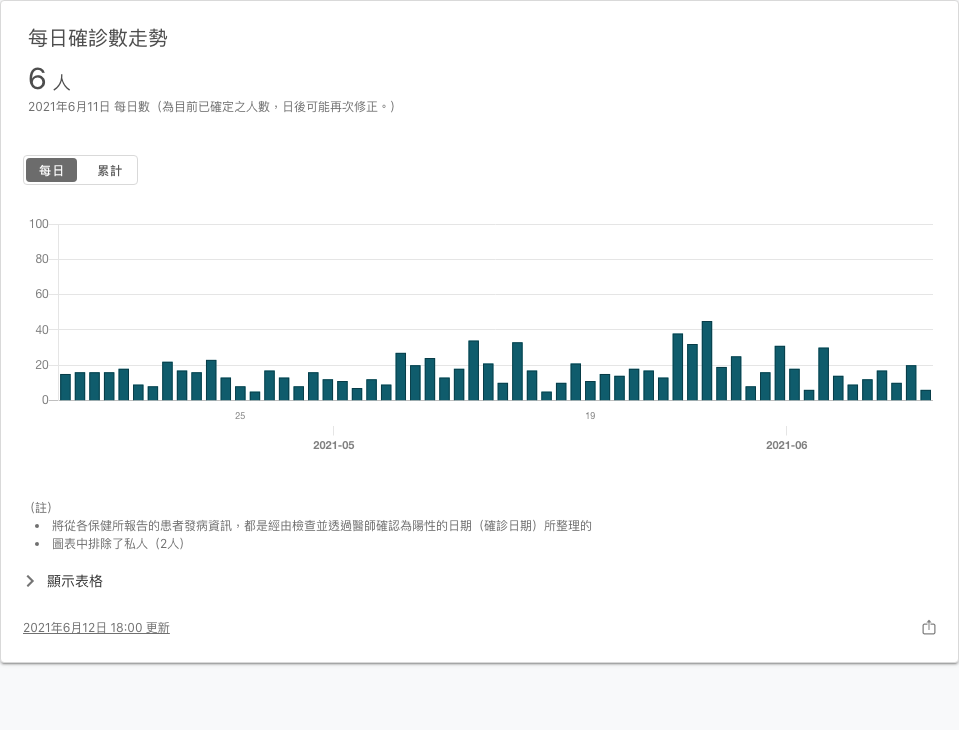 每日確診數走勢
6 人
2021年6月11日 每日數（為目前已確定之人數，日後可能再次修正。）
每日 累計
100
80
60
40
20
0
25 19
2021-05 2021-06
（註）
• 將從各保健所報告的患者發病資訊，都是經由檢查並透過醫師確認為陽性的日期（確診日期）所整理的
• 圖表中排除了私人（2人）
顯示表格
2021年6月12日 18:00 更新